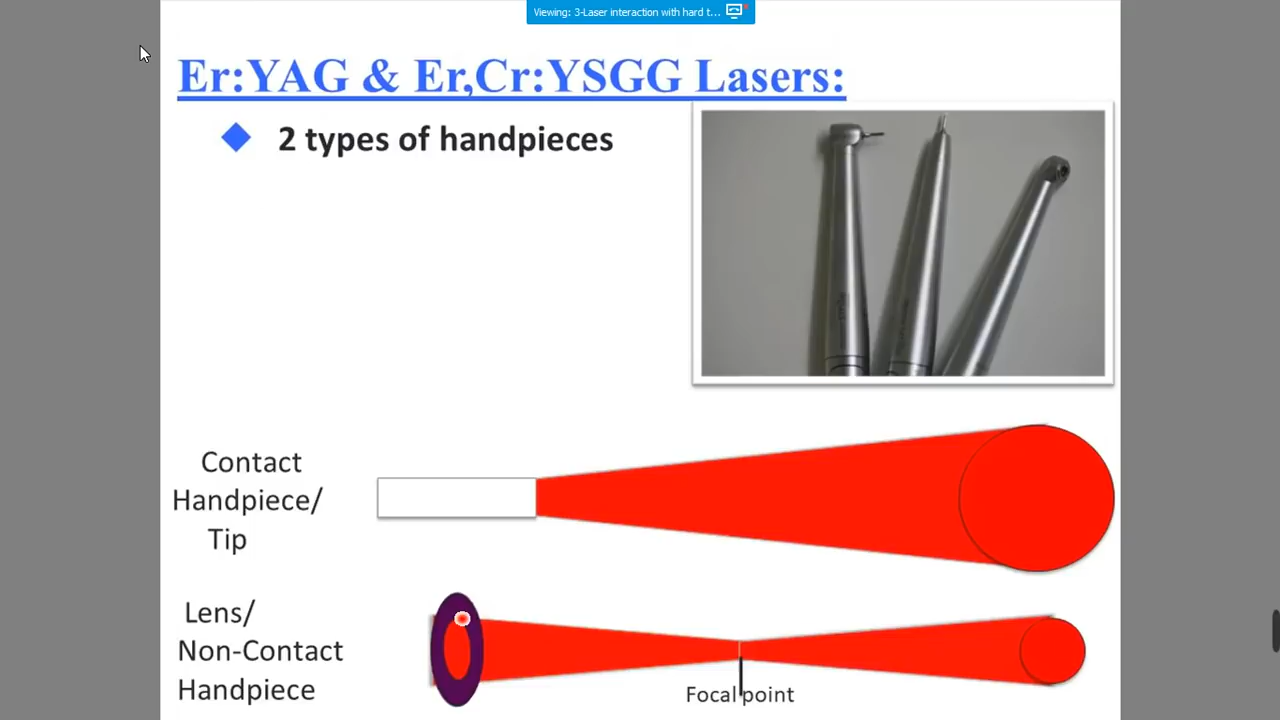 Viewing: 3-Laser interaction with hard t...
Er:YAG & Er,Cr:YSGG Lasers:
2 types of handpieces
Contact
Handpiece/
Tip
Lens/
Non-Contact
Handpiece
Focal point